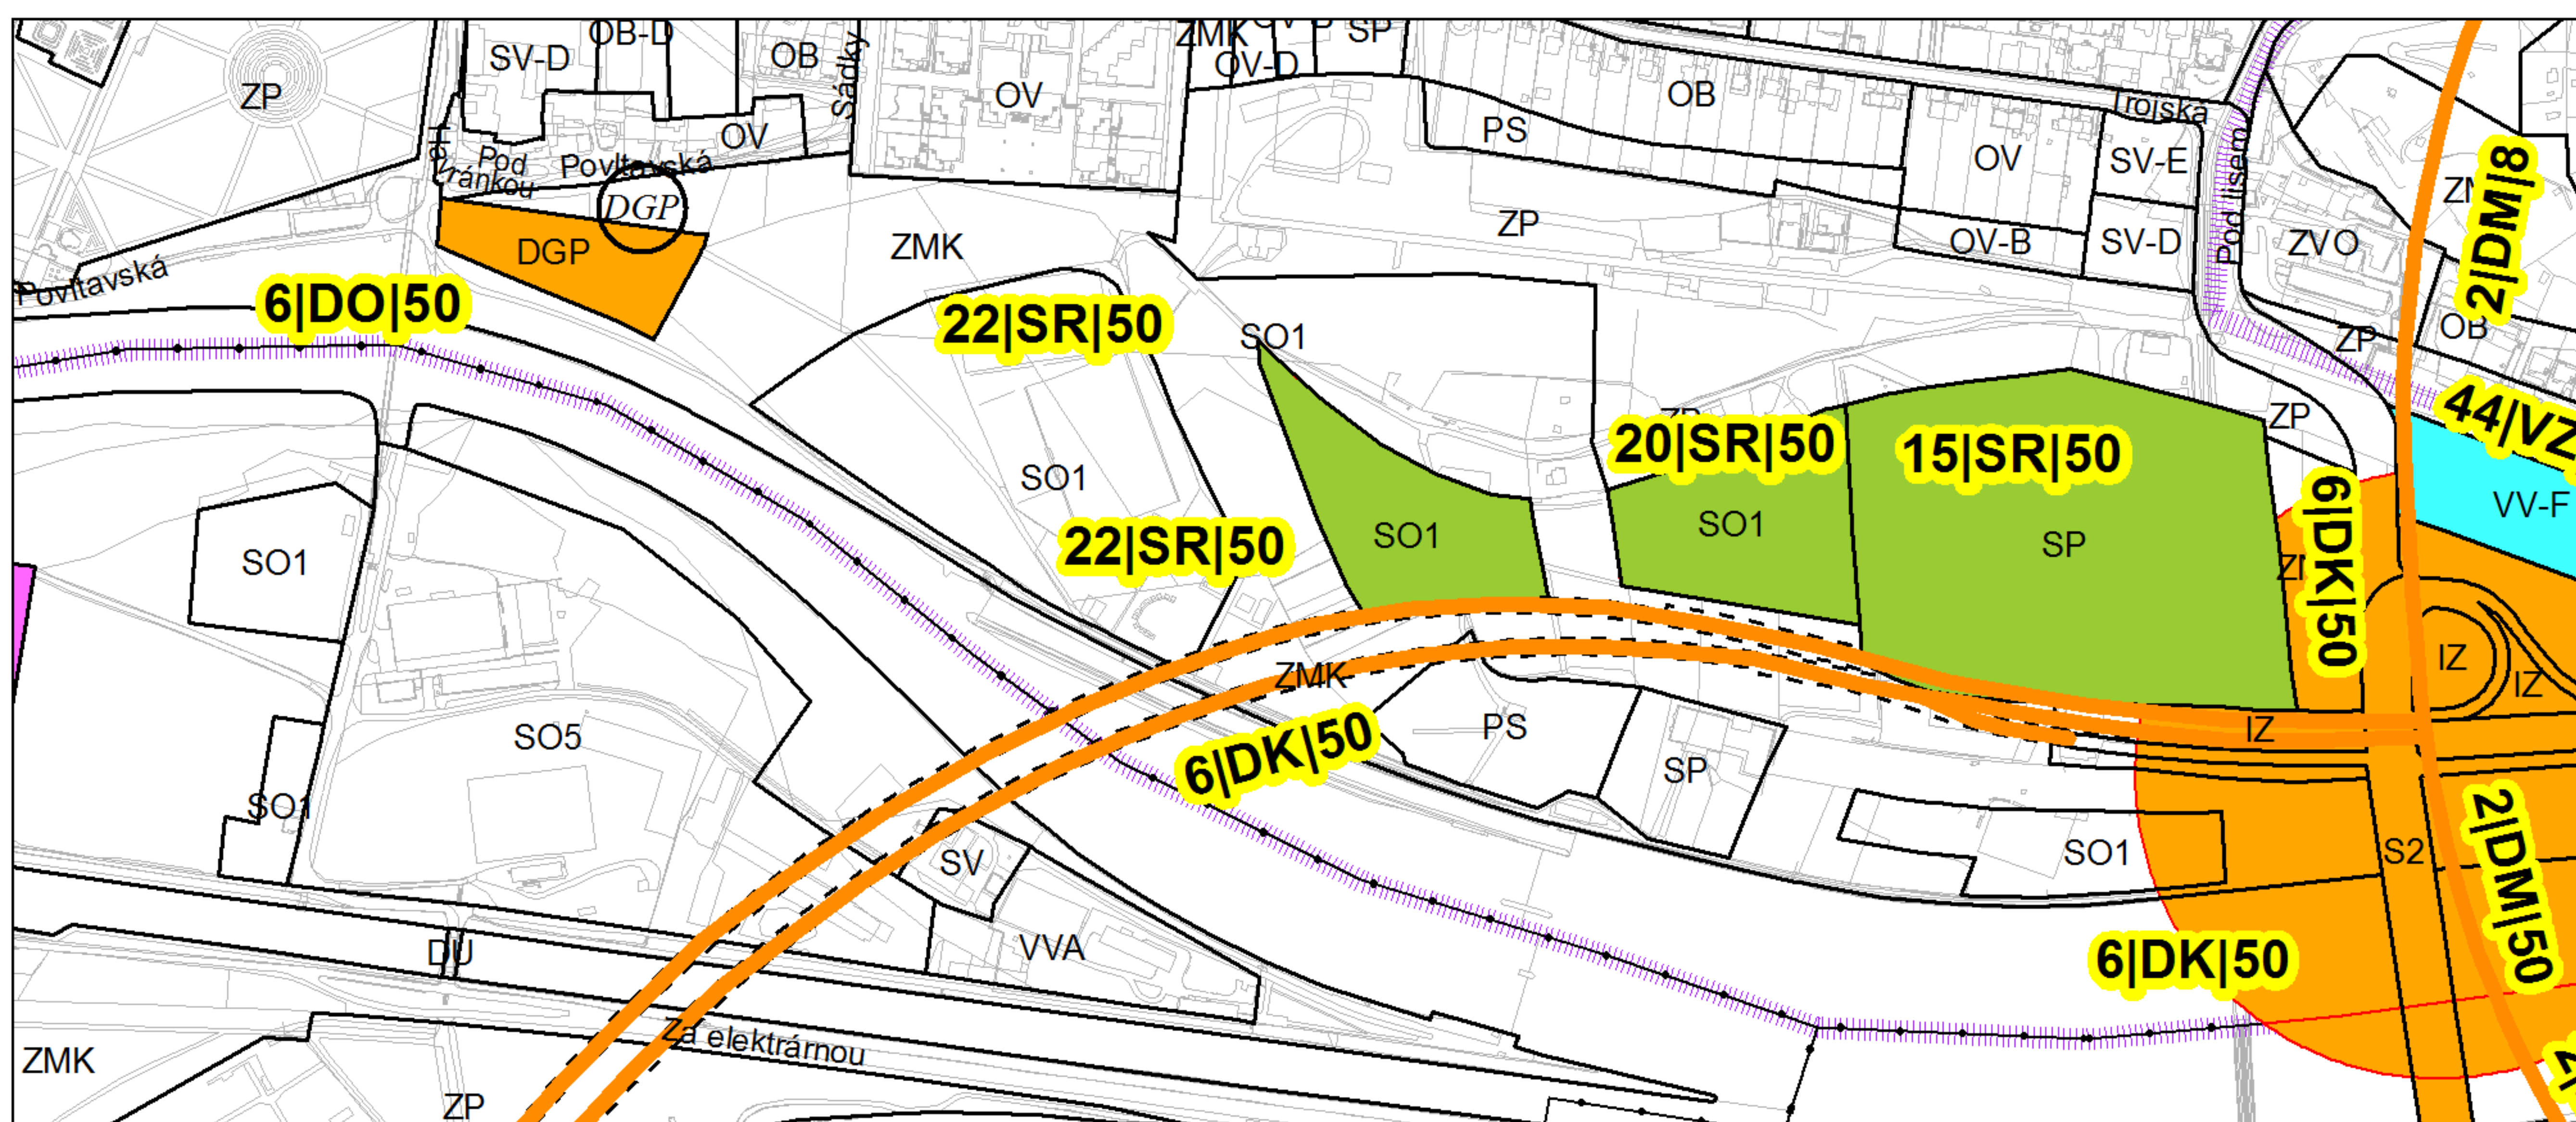 ZMK
SP
OB-D
SV-D
OB
Sádky
OV-D
ZP
OV
OB
PS
Trojská
OV
Pod
Vránkou
Povltavská
OV
SV-E
Pod lisem
2|DM|8
DGP
ZP
DGP
ZMK
OV-B
SV-D
ZVO
Povltavská
6|DO|50
22|SR|50
SO1
ZP
OB
20|SR|50
15|SR|50
ZP
44|VZ
SO1
SO1
SO1
SP
6|DK|50
VV-F
SO1
22|SR|50
ZMK
IZ
IZ
SO5
6|DK|50
PS
SP
IZ
SO1
SV
SO1
S2
2|DM|50
DU
VVA
6|DK|50
Za elektrárnou
ZMK
ZP